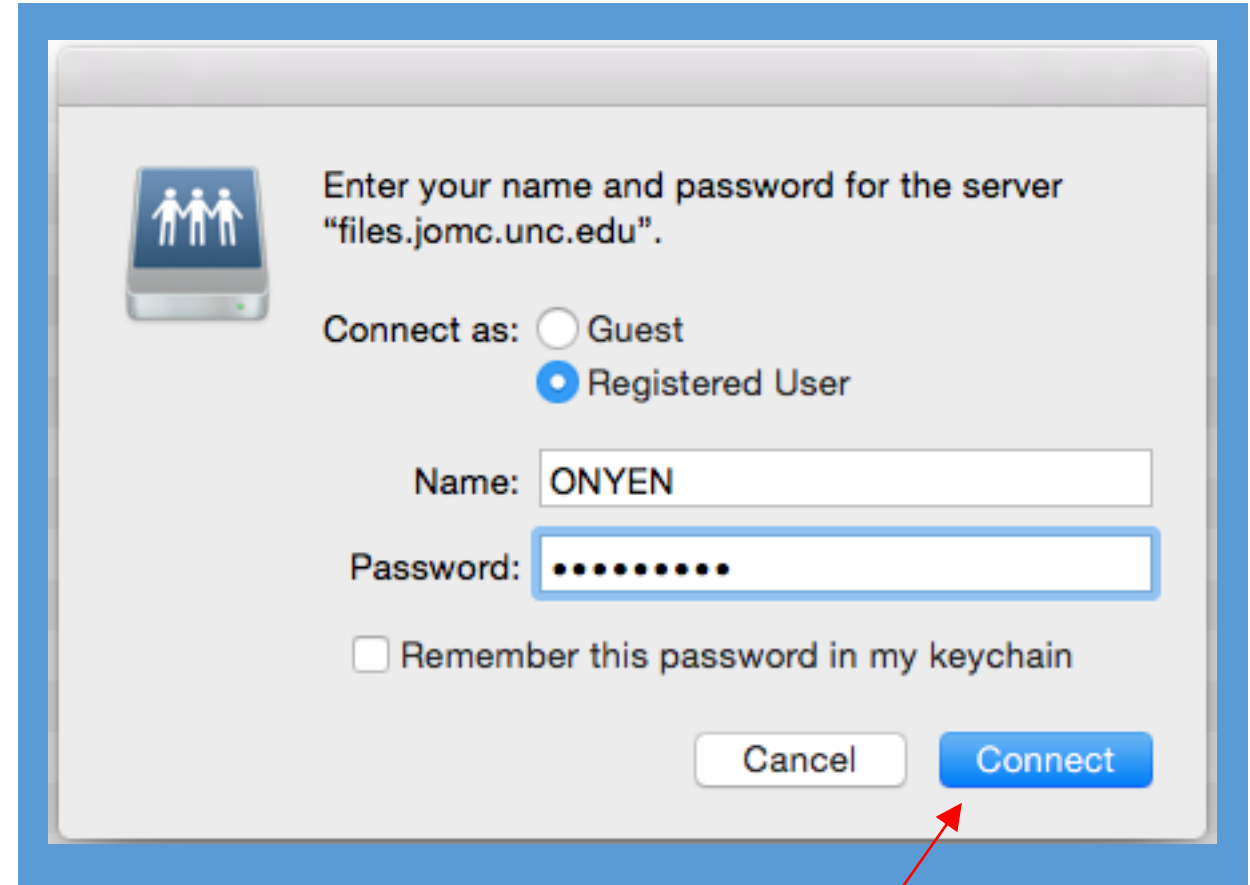 Enter your name and password for the server
“files.jomc.unc.edu”.
Connect as: Guest
Registered User
Name: ONYEN
Password: •••••••••
Remember this password in my keychain
Cancel Connect